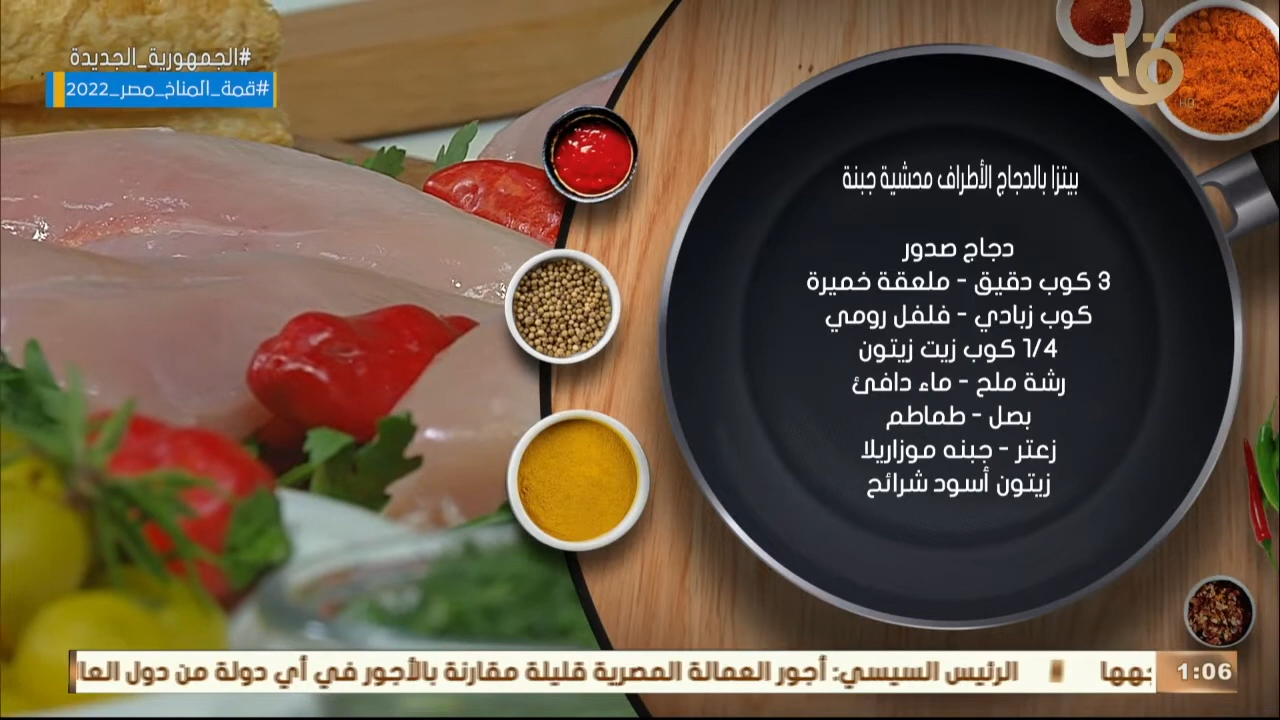 #الجمهورية_الجديدة
#قمة_المناخ_مصر_2022
HD
بيتزا بالدجاج الأطراف محشية جبنة
دجاج صدور
3 كوب دقيق - ملعقة خميرة
كوب زبادي - فلفل رومي
1/4 كوب زيت زيتون
رشة ملح - ماء دافئ
بصل - طماطم
زعتر - جبنه موزاريلا
زيتون أسود شرائح
1:06
الرئيس السيسي: أجور العمالة المصرية قليلة مقارنة بالأجور في أي دولة من دول العا